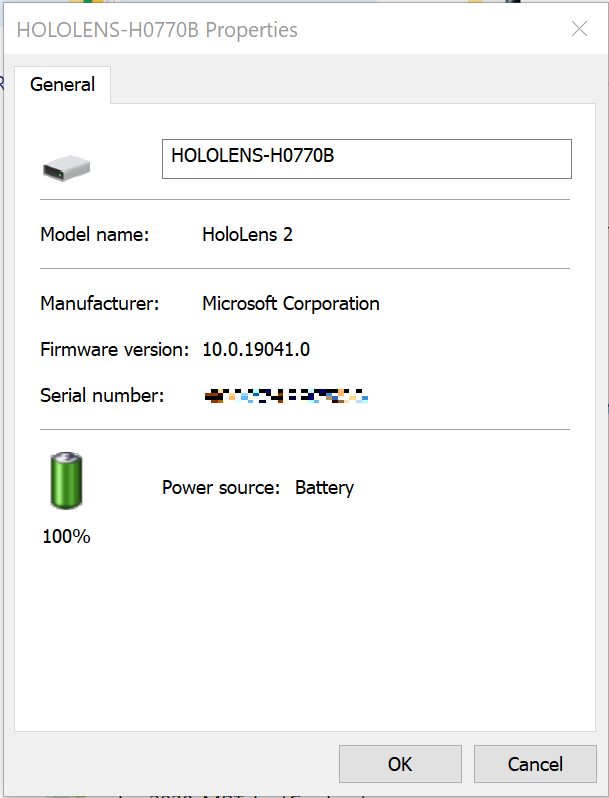 HOLOLENS-H0770B Properties
General
HOLOLENS-H0770B
Model name: HoloLens 2
Manufacturer: Microsoft Corporation
Firmware version: 10.0.19041.0
Serial number:
Power source: Battery
100%
OK Cancel